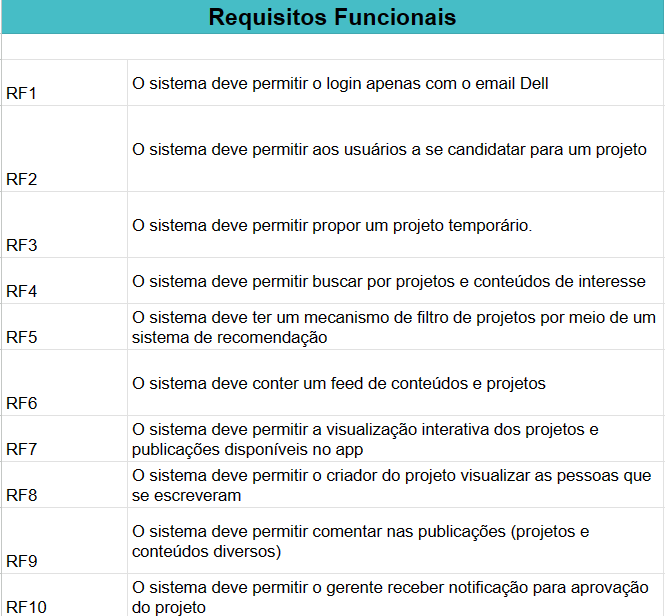 Requisitos Funcionais
RF1
O sistema deve permitir o login apenas com o email Dell
RF2
O sistema deve permitir aos usuários a se candidatar para um projeto
RF3
O sistema deve permitir propor um projeto temporário.
RF4
O sistema deve permitir buscar por projetos e conteúdos de interesse
RF5
O sistema deve ter um mecanismo de filtro de projetos por meio de um
sistema de recomendação
RF6
O sistema deve conter um feed de conteúdos e projetos
RF7
O sistema deve permitir a visualização interativa dos projetos e
publicações disponíveis no app
RF8
O sistema deve permitir o criador do projeto visualizar as pessoas que
se escreveram
RF9
O sistema deve permitir comentar nas publicações (projetos e
conteúdos diversos)
RF10
O sistema deve permitir o gerente receber notificação para aprovação
do projeto